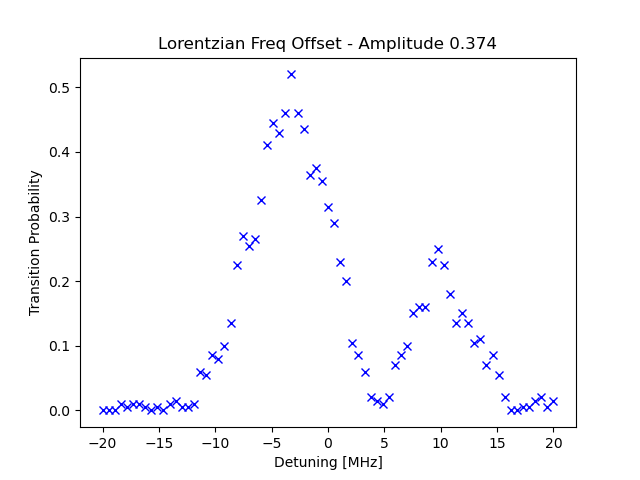 Lorentzian Freq Offset - Amplitude 0.374
Transition Probability
0.5
0.4
0.3
0.2
0.1
0.0
−20 −15 −10 −5 0 5 10 15 20
Detuning [MHz]